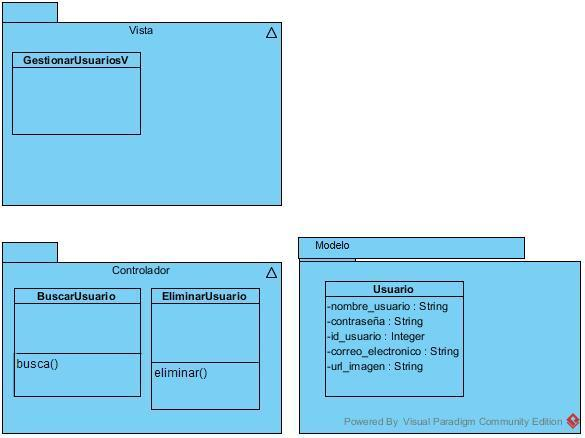 Vista
GestionarUsuariosV
Controlador
BuscarUsuario
busca()
EliminarUsuario
eliminar()
Modelo
Usuario
-nombre_usuario : String
-contraseña : String
-id_usuario : Integer
-correo_electronico : String
-url_imagen : String
Powered By Visual Paradigm Community Edition